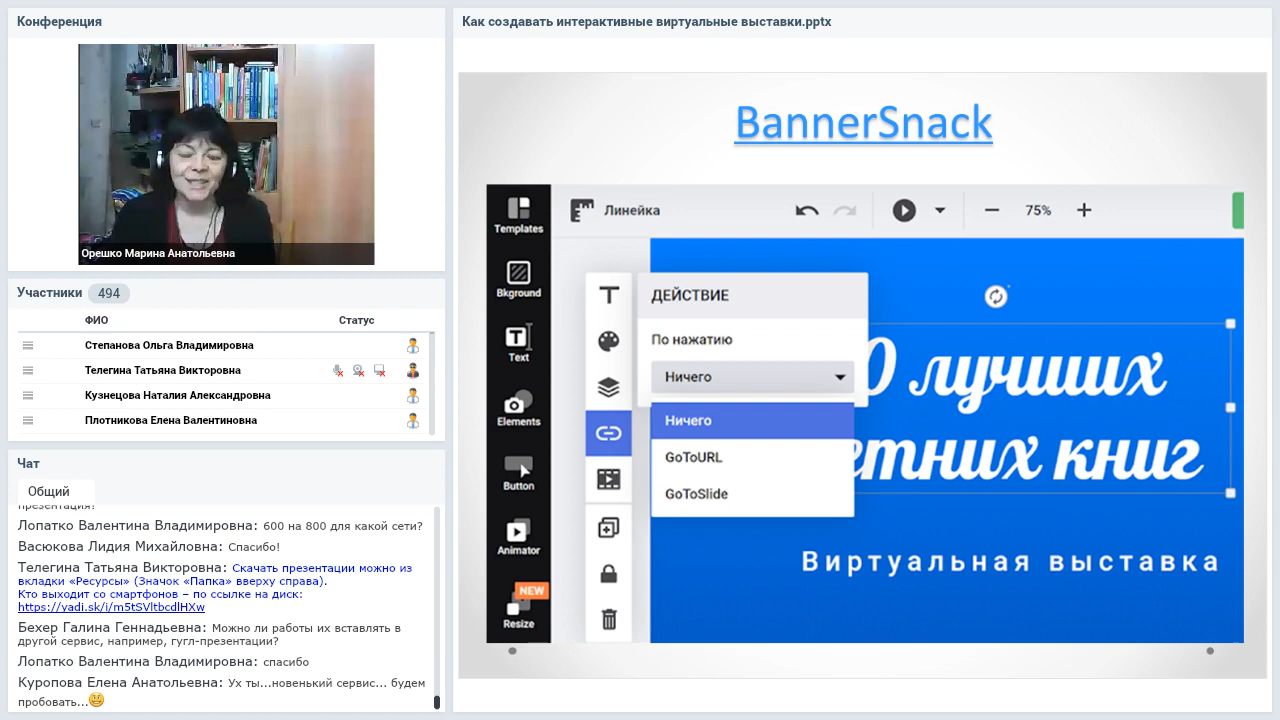 Конференция
Орешко Марина Анатольевна
Участники 494
ФИО Статус
Степанова Ольга Владимировна
Телегина Татьяна Викторовна
Кузнецова Наталия Александровна
Плотникова Елена Валентиновна
Чат
Общий
презентация?
Лопатко Валентина Владимировна: 600 на 800 для какой сети?
Васюкова Лидия Михайловна: Спасибо!
Телегина Татьяна Викторовна: Скачать презентации можно из
вкладки «Ресурсы» (Значок «Папка» вверху справа).
Кто выходит со смартфонов – по ссылке на диск:
https://yadi.sk/i/m5tSVltbcdlHXw
Бехер Галина Геннадьевна: Можно ли работы их вставлять в
другой сервис, например, гугл-презентации?
Лопатко Валентина Владимировна: спасибо
Куропова Елена Анатольевна: Ух ты...новенький сервис... будем
пробовать...
Как создавать интерактивные виртуальные выставки.pptx
BannerSnack
Templates
Bkground
Text
Elements
Button
Animator
NEW
Resize
Линейка
75%
ДЕЙСТВИЕ
По нажатию
Ничего
Ничего
GoToURL
GoToSlide
0 лучших
етних книг
Виртуальная выставка